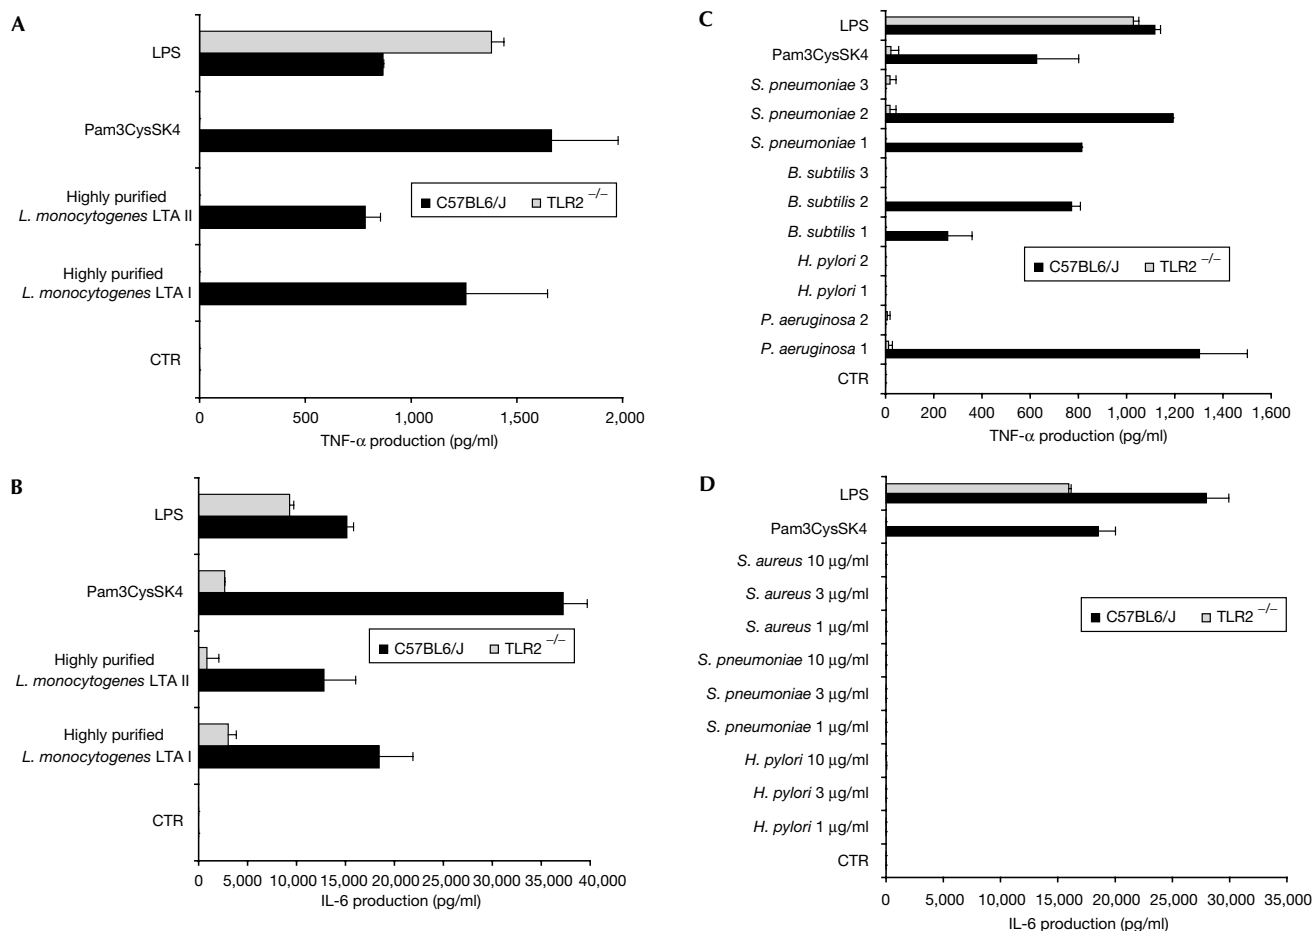 A
LPS
Pam3CysSK4
Highly purified
L. monocytogenes LTA II
Highly purified
L. monocytogenes LTA I
CTR
C57BL6/J TLR2 −/−
0 500 1,000 1,500 2,000
TNF-α production (pg/ml)
B
LPS
Pam3CysSK4
Highly purified
L. monocytogenes LTA II
Highly purified
L. monocytogenes LTA I
CTR
C57BL6/J TLR2 −/−
0 5,000 10,000 15,000 20,000 25,000 30,000 35,000 40,000
IL-6 production (pg/ml)
C
LPS
Pam3CysSK4
S. pneumoniae 3
S. pneumoniae 2
S. pneumoniae 1
B. subtilis 3
B. subtilis 2
B. subtilis 1
H. pylori 2
H. pylori 1
P. aeruginosa 2
P. aeruginosa 1
CTR
C57BL6/J TLR2 −/−
0 200 400 600 800 1,000 1,200 1,400 1,600
TNF-α production (pg/ml)
D
LPS
Pam3CysSK4
S. aureus 10 µg/ml
S. aureus 3 µg/ml
S. aureus 1 µg/ml
S. pneumoniae 10 µg/ml
S. pneumoniae 3 µg/ml
S. pneumoniae 1 µg/ml
H. pylori 10 µg/ml
H. pylori 3 µg/ml
H. pylori 1 µg/ml
CTR
C57BL6/J TLR2 −/−
0 5,000 10,000 15,000 20,000 25,000 30,000 35,000
IL-6 production (pg/ml)